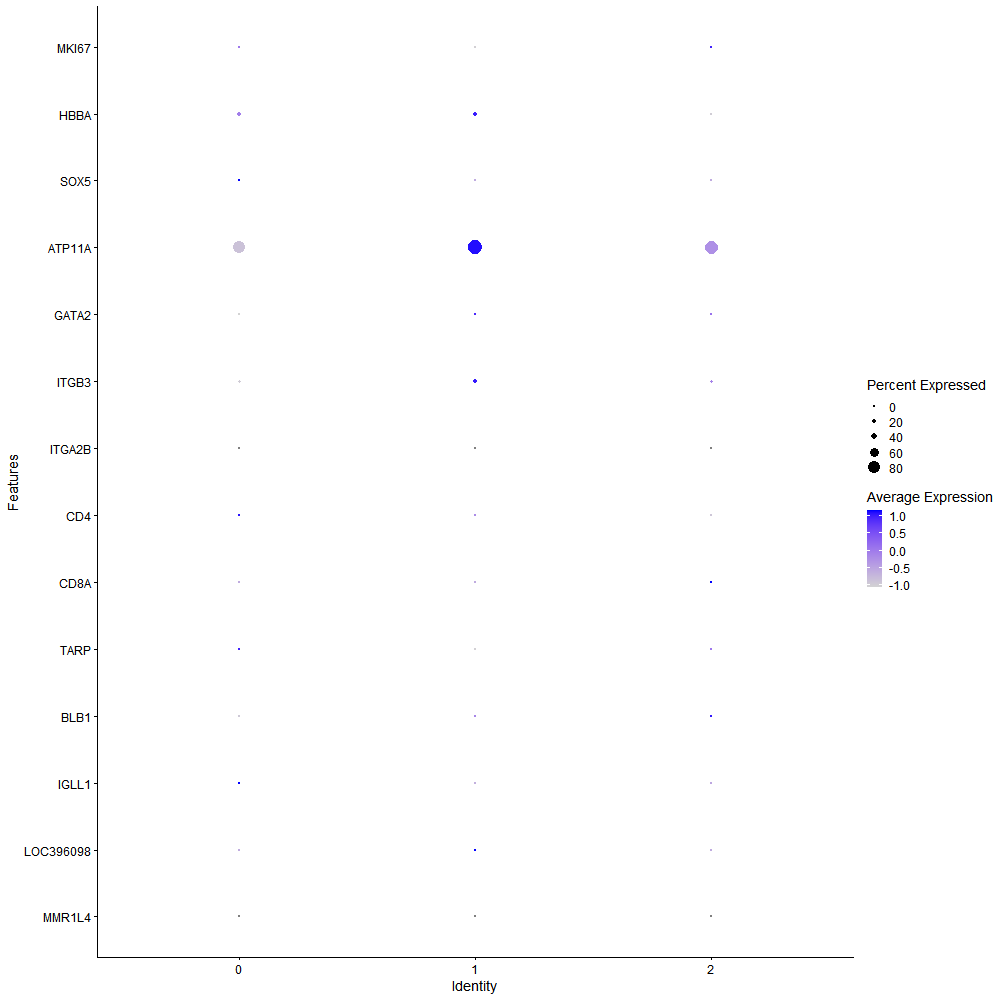 MKI67
HBBA
SOX5
ATP11A
GATA2
ITGB3
ITGA2B
CD4
CD8A
TARP
BLB1
IGLL1
LOC396098
MMR1L4
Features
0
1
2
Identity
Percent Expressed
0
20
40
60
80
Average Expression
1.0
0.5
0.0
-0.5
-1.0